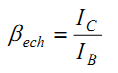 β_ech = I_C / I_B